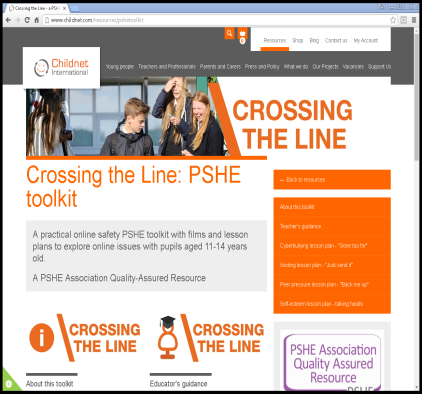 Crossing the Line - a PSHE
www.childnet.com/resources/pshetoolkit
Resources Shop Blog Contact us My Account
0
Childnet
International
Young people Teachers and Professionals Parents and Carers Press and Policy What we do Our Projects Vacancies Support Us
CROSSING
THE LINE
Crossing the Line: PSHE
toolkit
← Back to resources
A practical online safety PSHE toolkit with films and lesson
plans to explore online issues with pupils aged 11-14 years
old.
A PSHE Association Quality-Assured Resource
About this toolkit
Teacher's guidance
Cyberbullying lesson plan - "Gone too far"
Sexting lesson plan - "Just send it"
Peer pressure lesson plan - "Back me up"
Self-esteem lesson plan - talking heads
CROSSING
THE LINE
CROSSING
THE LINE
About this toolkit
Educator's guidance
PSHE Association
Quality Assured
Resource
PSHE